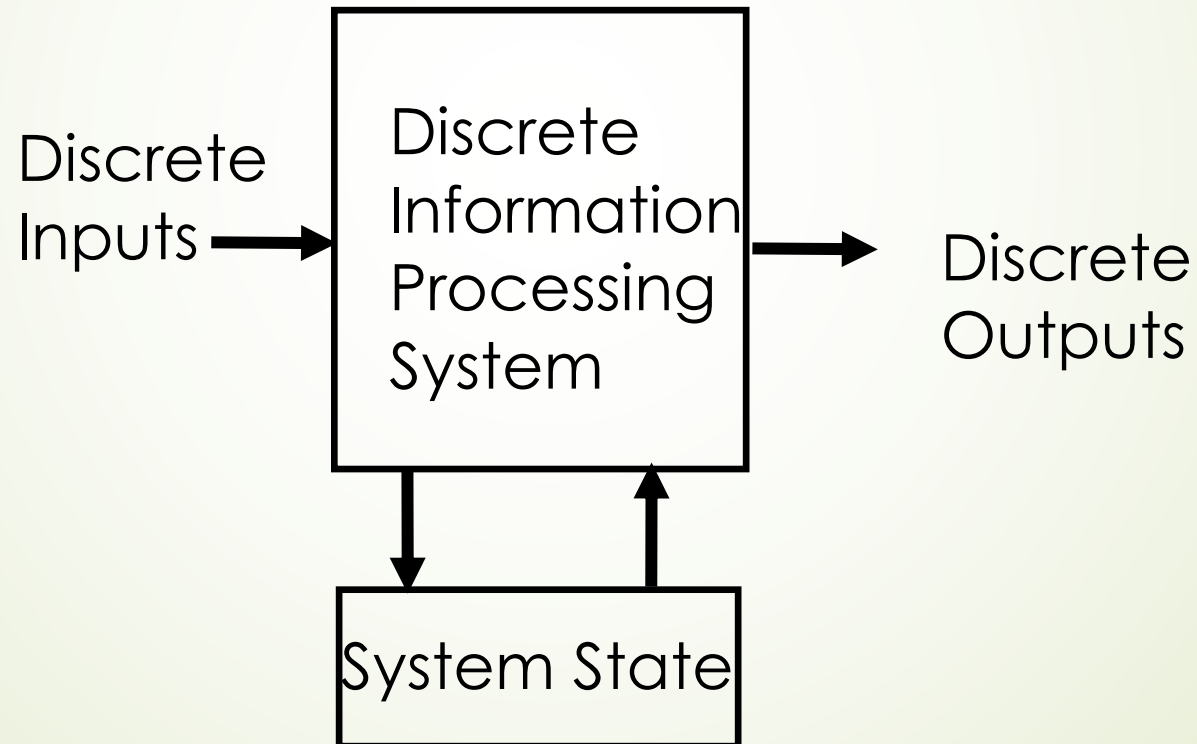 Discrete
Inputs
Discrete
Information
Processing
System
Discrete
Outputs
System State